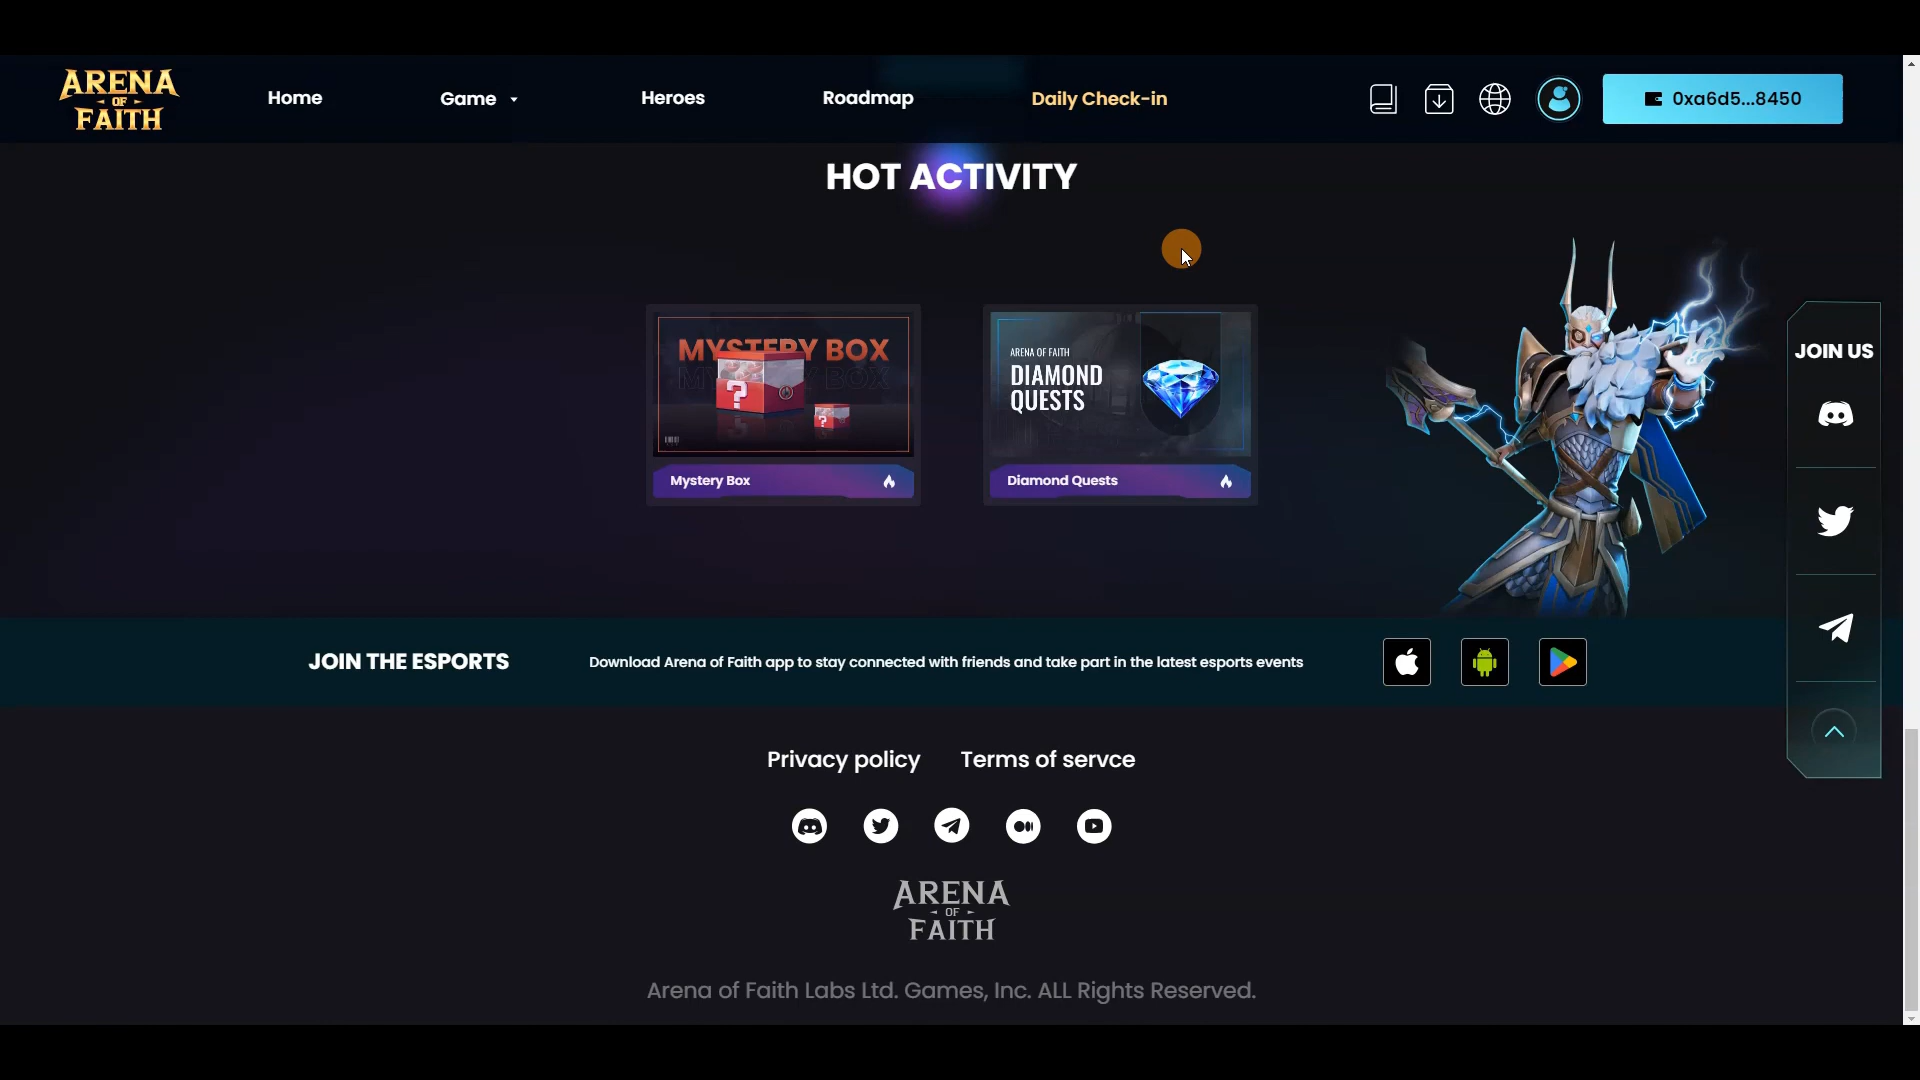 ARENA
OF
FAITH
Home
Game
Heroes
Roadmap
Daily Check-in
0xa6d5...8450
HOT ACTIVITY
MYSTERY BOX
Mystery Box
ARENA OF FAITH
DIAMOND
QUESTS
Diamond Quests
JOIN US
JOIN THE ESPORTS
Download Arena of Faith app to stay connected with friends and take part in the latest esports events
Privacy policy
Terms of servce
ARENA
OF
FAITH
Arena of Faith Labs Ltd. Games, Inc. ALL Rights Reserved.